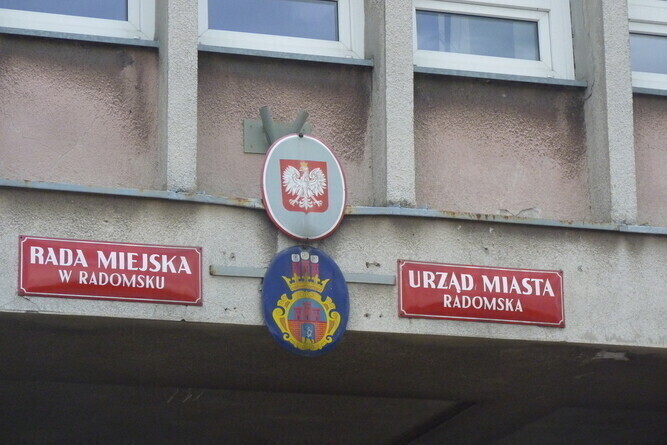 RADA MIEJSKA
W RADOMSKU
URZĄD MIASTA
RADOMSKA